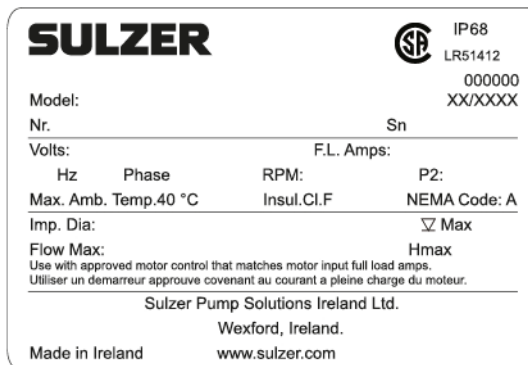 SULZER
IP68
LR51412
000000
Model: XX/XXXX
Nr. Sn
Volts: F.L. Amps:
Hz Phase RPM: P2:
Max. Amb. Temp.40 °C Insul.Cl.F NEMA Code: A
Imp. Dia: Max
Flow Max: Hmax
Use with approved motor control that matches motor input full load amps.
Utiliser un demarreur approuve covenant au courant a pleine charge du moteur.
Sulzer Pump Solutions Ireland Ltd.
Wexford, Ireland.
Made in Ireland www.sulzer.com